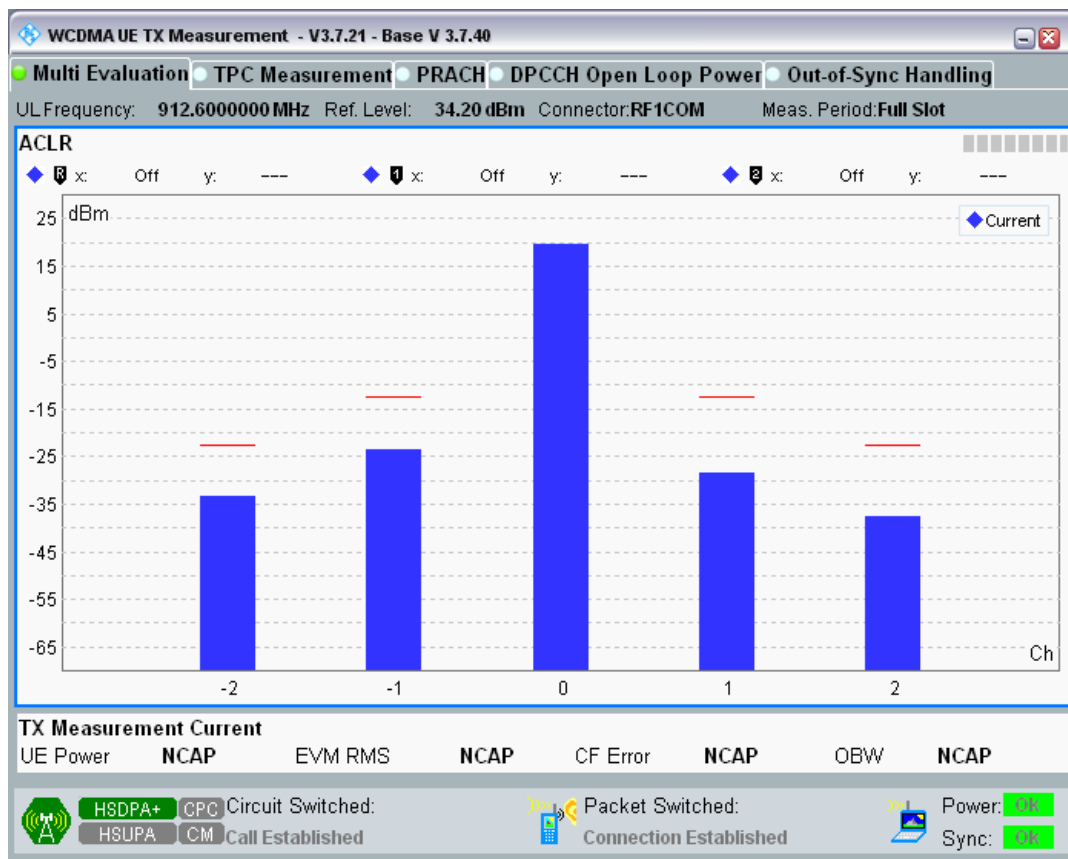 WCDMA UE TX Measurement - V3.7.21 - Base V 3.7.40
Multi Evaluation TPC Measurement PRACH DPCCH Open Loop Power Out-of-Sync Handling
UL Frequency: 912.6000000 MHz Ref. Level: 34.20 dBm Connector:RF1COM Meas. Period:Full Slot
ACLR
R x: Off y: --- 1 x: Off y: --- 2 x: Off y: ---
dBm
Current
25
15
5
-5
-15
-25
-35
-45
-55
-65
Ch
-2 -1 0 1 2
TX Measurement Current
UE Power NCAP EVM RMS NCAP CF Error NCAP OBW NCAP
HSDPA+ CPC Circuit Switched: Packet Switched: Power: OK
HSUPA CM Call Established Connection Established Sync: OK